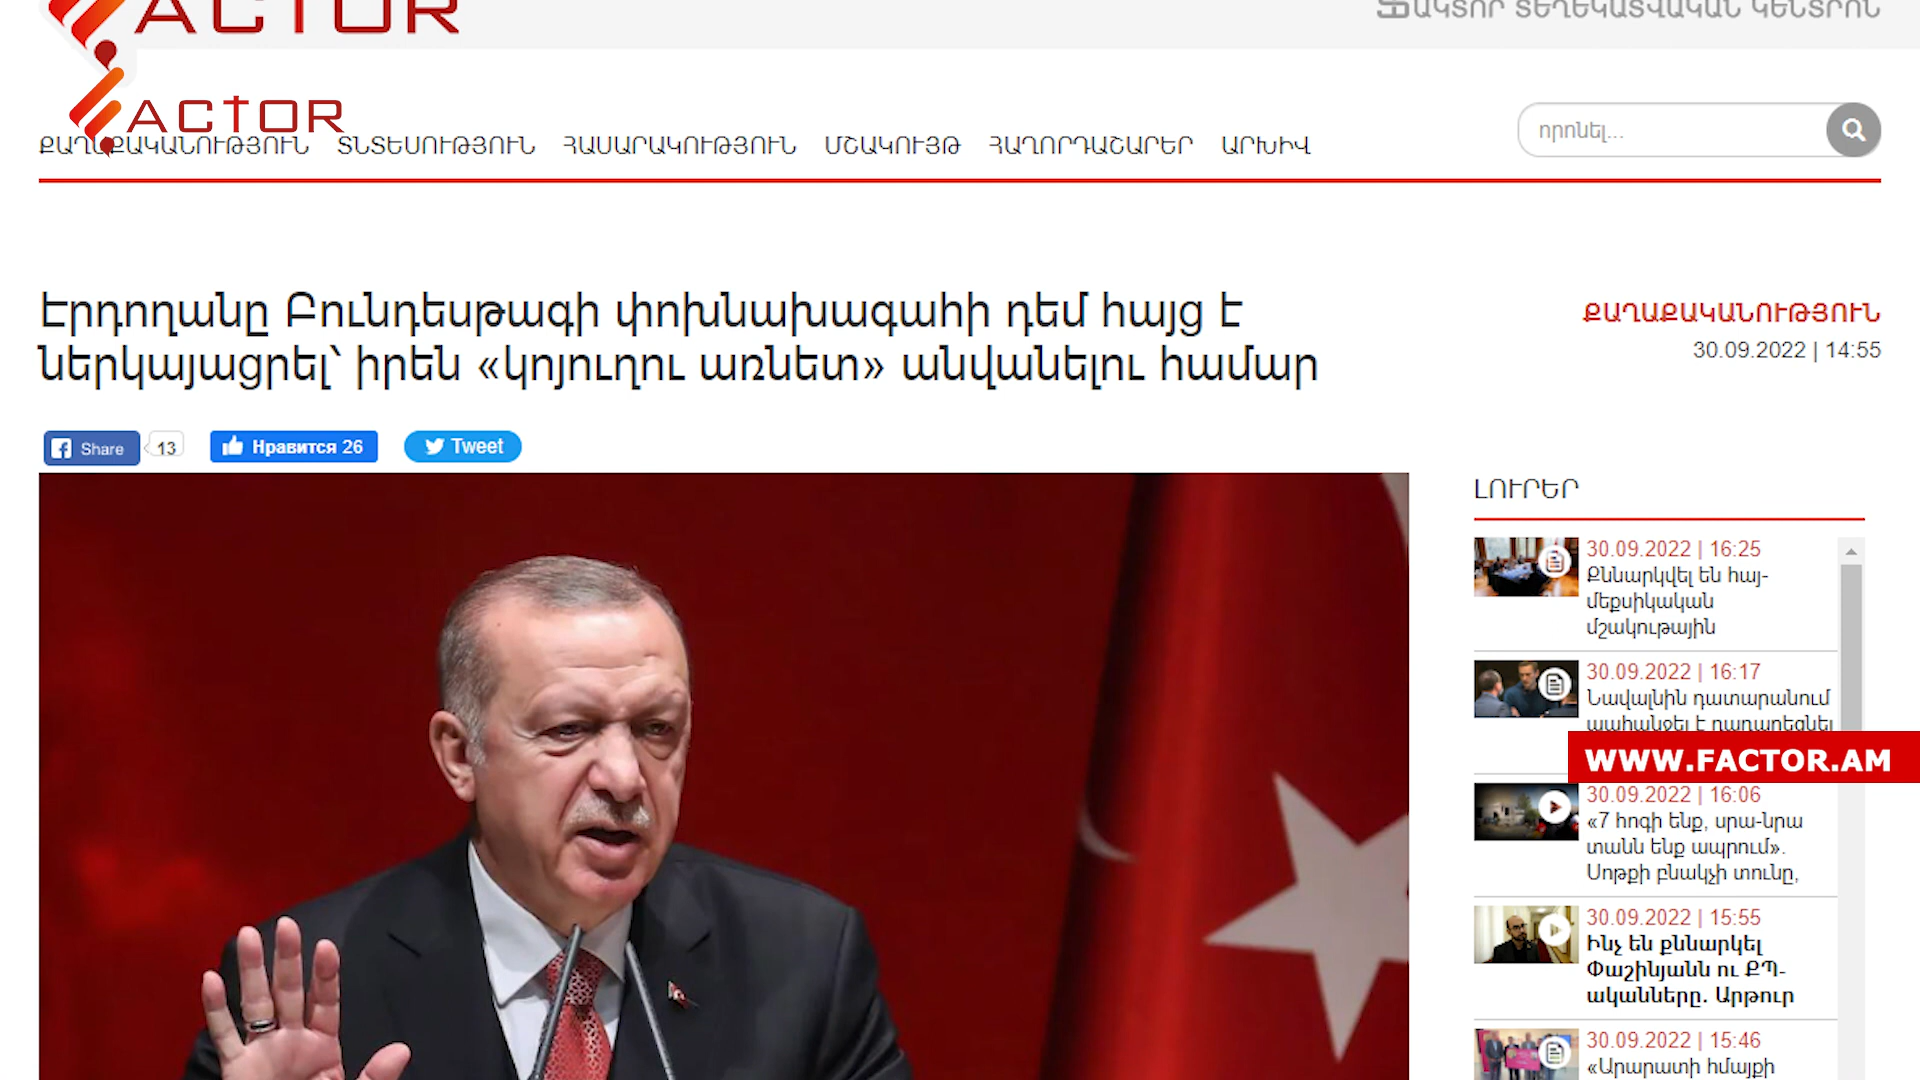 ACTOR
ՖԱԿՏՈՐ ՏԵՂԵԿԱՏՎԱԿԱՆ ԿԵՆՏՐՈՆ
ACTOR
ՔԱՂԱՔԱԿԱՆՈՒԹՅՈՒՆ ՏՆՏԵՍՈՒԹՅՈՒՆ ՀԱՍԱՐԱԿՈՒԹՅՈՒՆ ՄՇԱԿՈՒՅԹ ՀԱՂՈՐԴԱՇԱՐԵՐ ԱՐԽԻՎ
որոնել...
Էրդողանը Բունդեսթագի փոխնախագահի դեմ հայց է
ներկայացրել՝ իրեն «կոյուղու առնետ» անվանելու համար
ՔԱՂԱՔԱԿԱՆՈՒԹՅՈՒՆ
30.09.2022 | 14:55
Share 13 Нравится 26 Tweet
ԼՈՒՐԵՐ
30.09.2022 | 16:25
Քննարկվել են հայ-
մեքսիկական
մշակութային
30.09.2022 | 16:17
Նավալնին դատարանում
պահանջել է դադարեցնել
WWW.FACTOR.AM
30.09.2022 | 16:06
«7 հոգի ենք, սրա-նրա
տանն ենք ապրում».
Սոթքի բնակչի տունը,
30.09.2022 | 15:55
Ինչ են քննարկել
Փաշինյանն ու ՔՊ-
ականները. Արթուր
30.09.2022 | 15:46
«Արարատի հմայքի